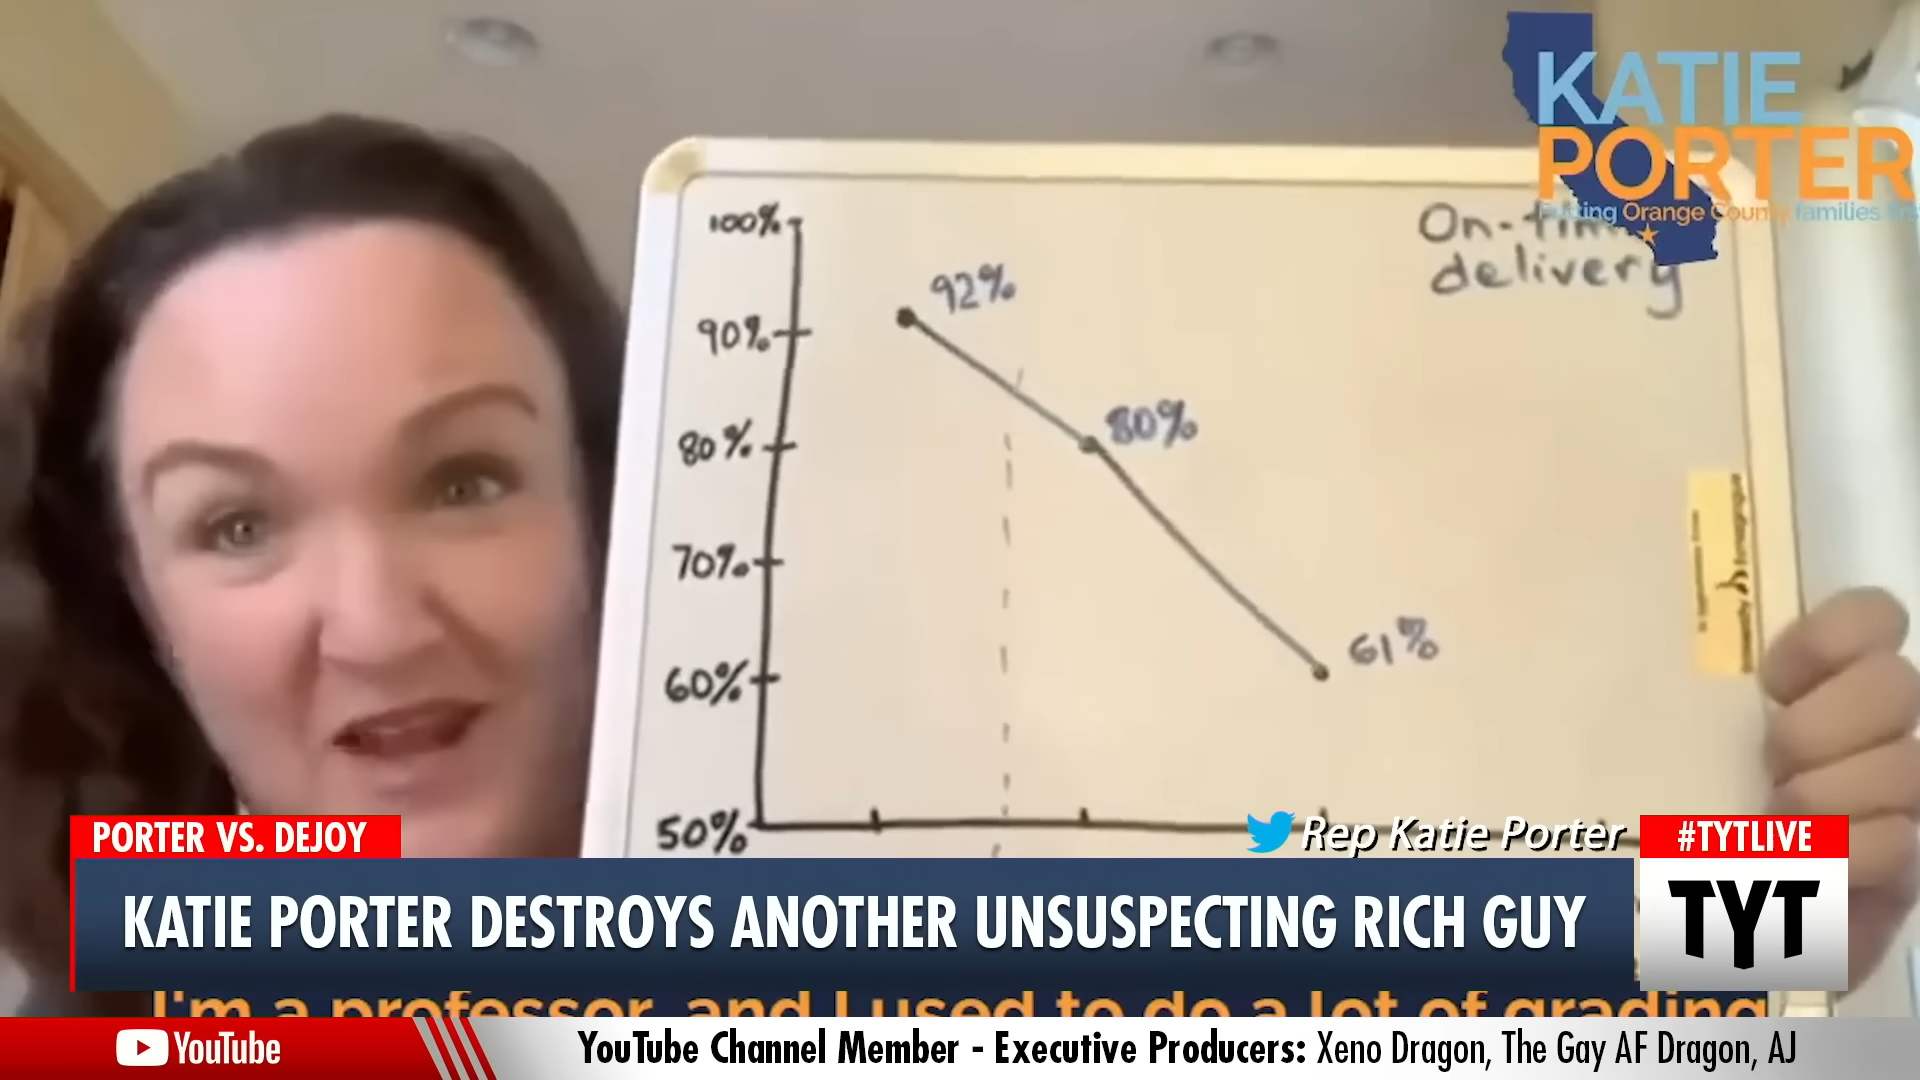 KATIE
PORTER
Orange County families
100%
On-time
delivery
92%
90%
80%
80%
70%
61%
60%
50%
PORTER VS. DEJOY
Rep Katie Porter
#TYTLIVE
KATIE PORTER DESTROYS ANOTHER UNSUSPECTING RICH GUY
TYT
I'm a professor, and I used to do a lot of grading
YouTube
YouTube Channel Member - Executive Producers: Xeno Dragon, The Gay AF Dragon, AJ